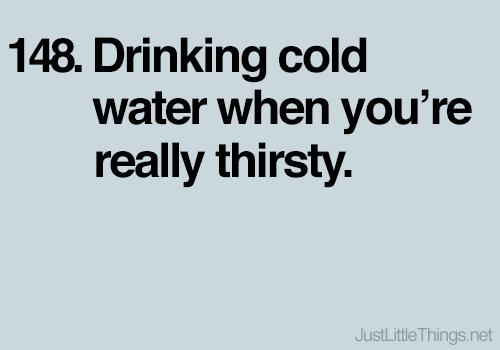 148. Drinking cold
water when you’re
really thirsty.
JustLittleThings.net